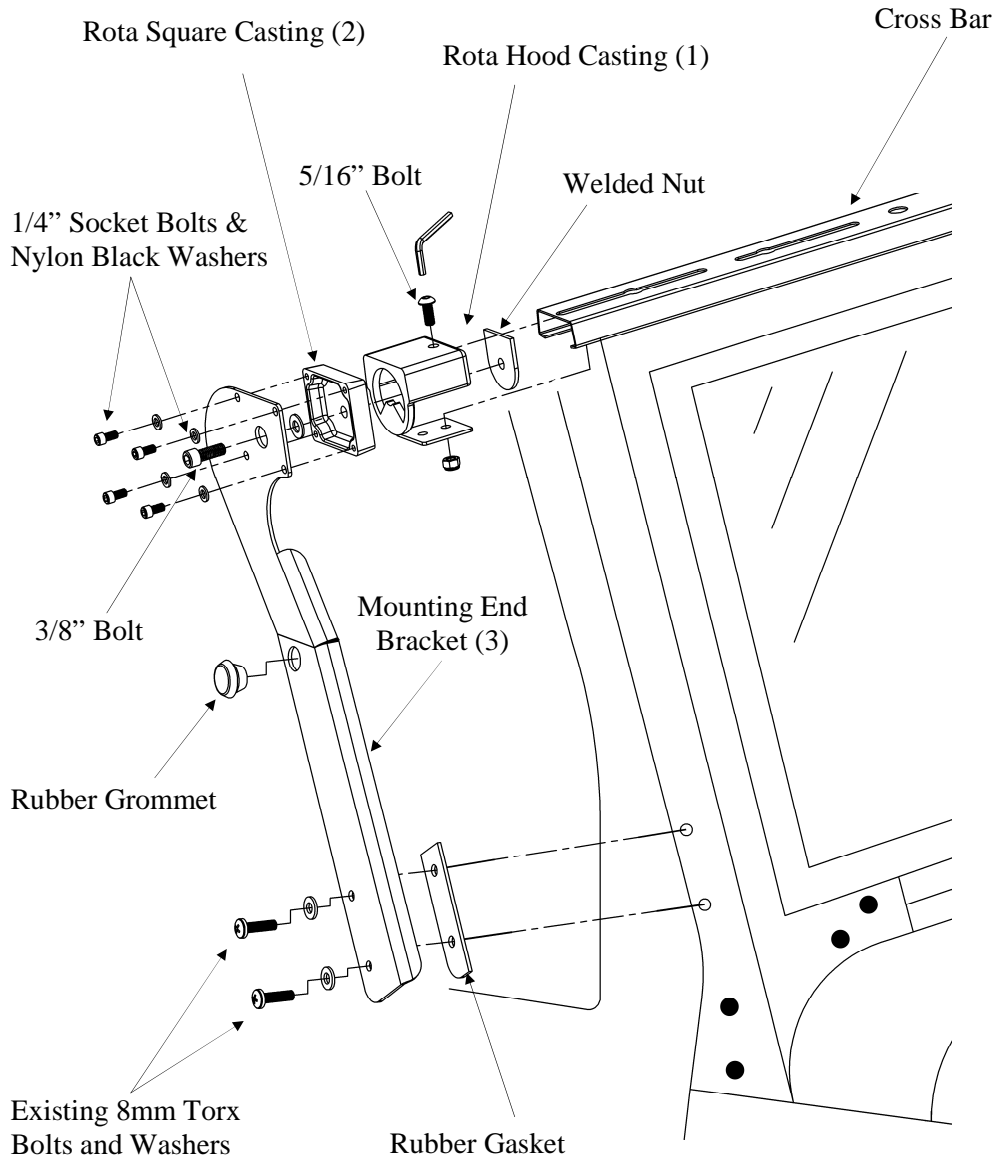 Cross Bar
Rota Square Casting (2)
Rota Hood Casting (1)
5/16” Bolt
Welded Nut
1/4” Socket Bolts &
Nylon Black Washers
3/8” Bolt
Mounting End
Bracket (3)
Rubber Grommet
Existing 8mm Torx
Bolts and Washers
Rubber Gasket